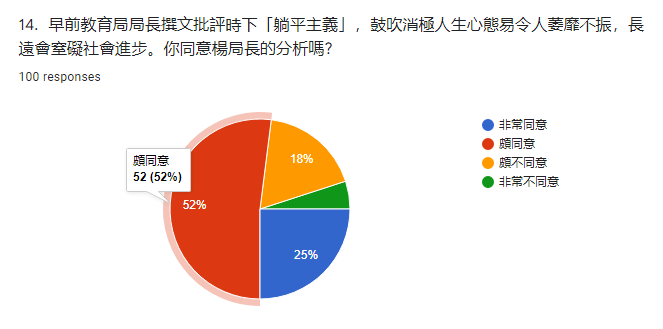 14. 早前教育局局長撰文批評時下「躺平主義」，鼓吹消極人生心態易令人萎靡不振，長
遠會窒礙社會進步。你同意楊局長的分析嗎?
100 responses
非常同意
頗同意
頗不同意
非常不同意
頗同意
52 (52%)
18%
52%
25%